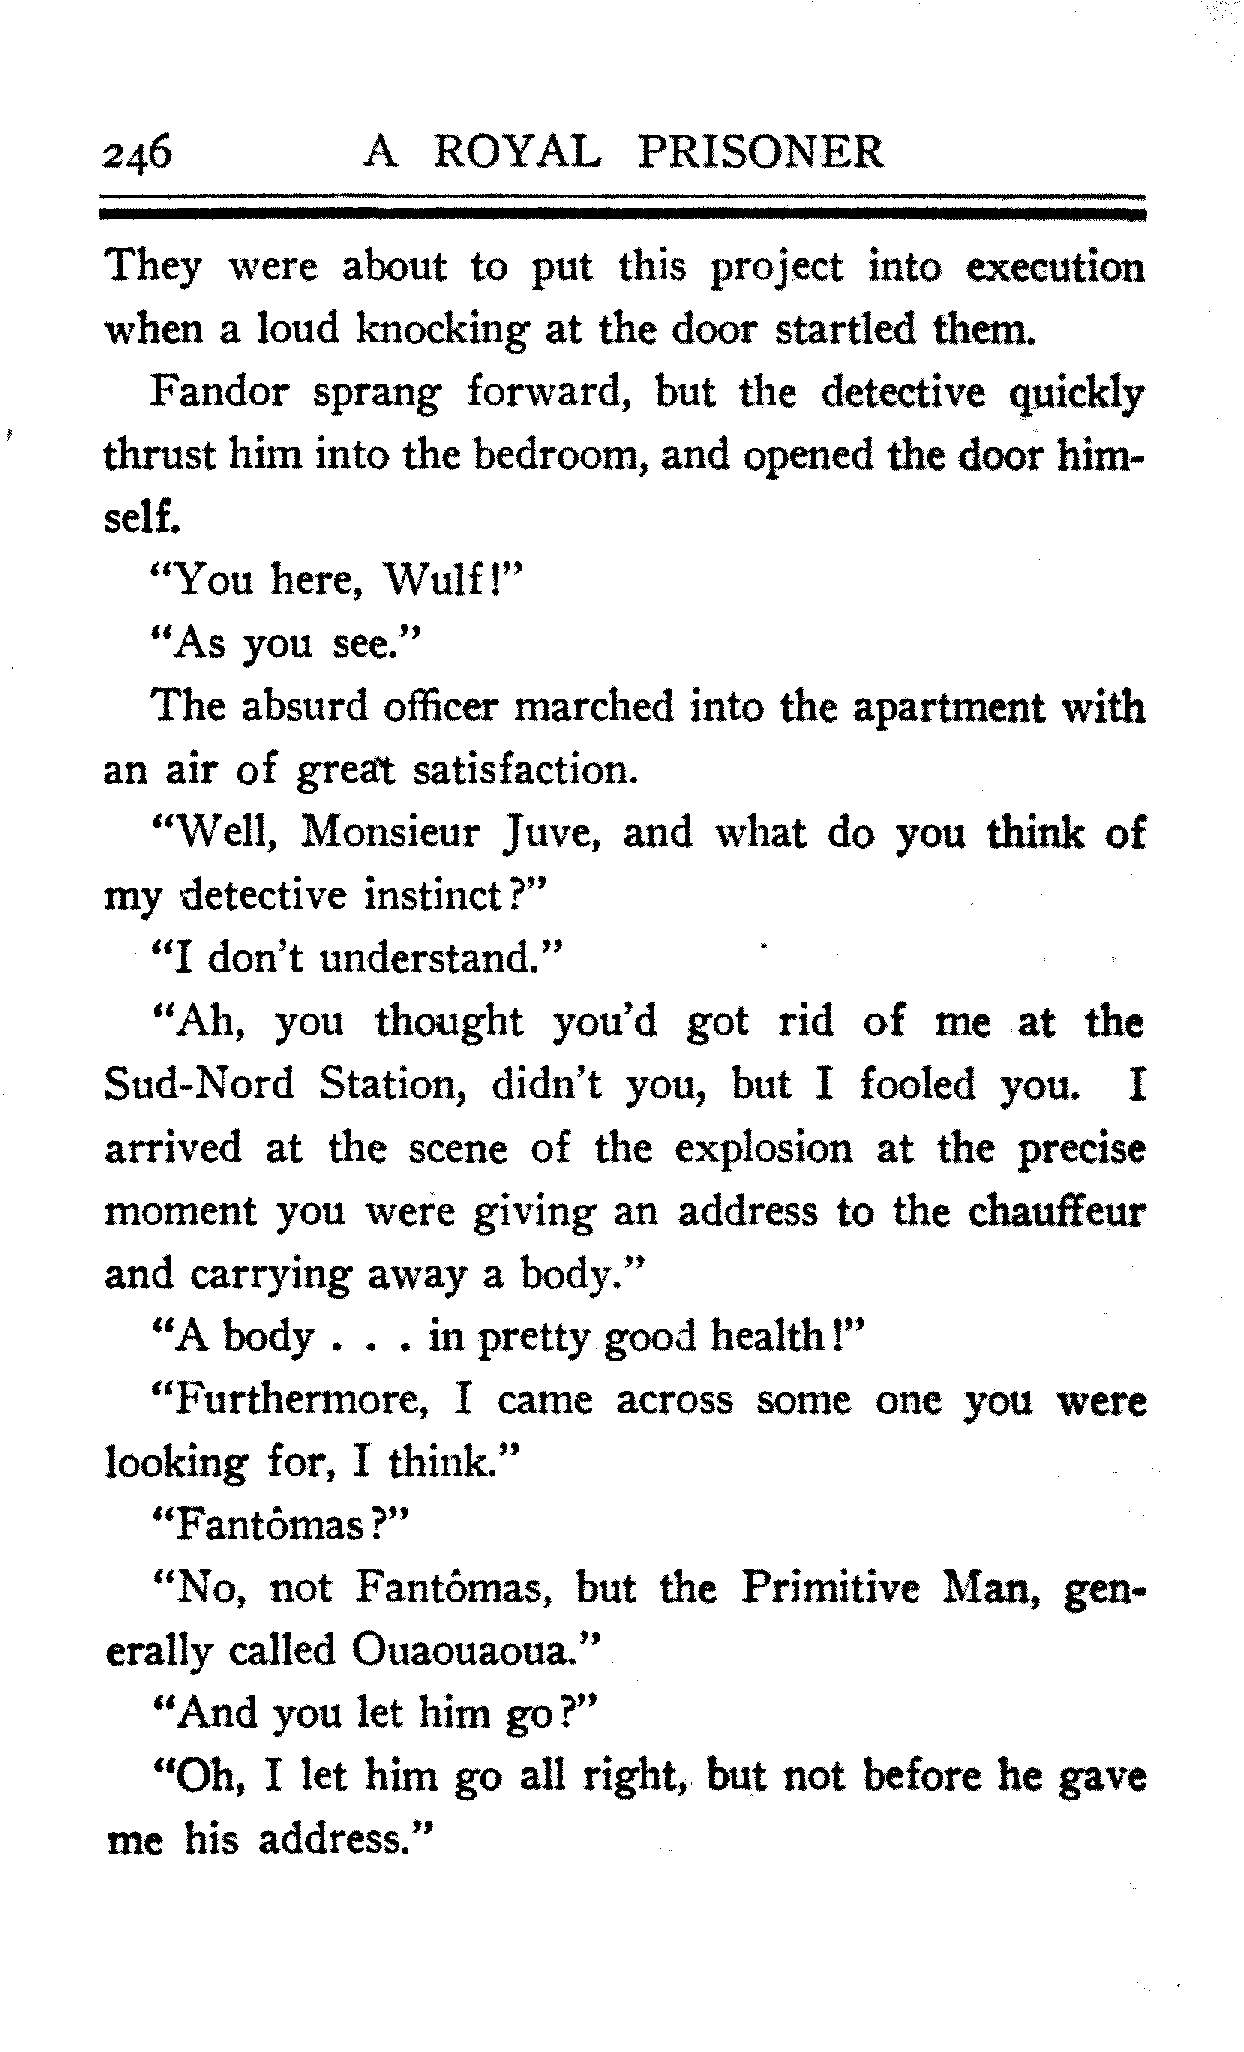 246 A ROYAL PRISONER
They were about to put this project into execution
when a loud knocking at the door startled them.
Fandor sprang forward, but the detective quickly
thrust him into the bedroom, and opened the door him-
self.
“You here, Wulf!”
“As you see.”
The absurd officer marched into the apartment with
an air of great satisfaction.
“Well, Monsieur Juve, and what do you think of
my detective instinct?”
“I don't understand.”
“Ah, you thought you'd got rid of me at the
Sud-Nord Station, didn't you, but I fooled you. I
arrived at the scene of the explosion at the precise
moment you were giving an address to the chauffeur
and carrying away a body.”
“A body . . . in pretty good health!”
“Furthermore, I came across some one you were
looking for, I think.”
“Fantômas?”
“No, not Fantômas, but the Primitive Man, gen-
erally called Ouaouaoua.”
“And you let him go?”
“Oh, I let him go all right, but not before he gave
me his address.”